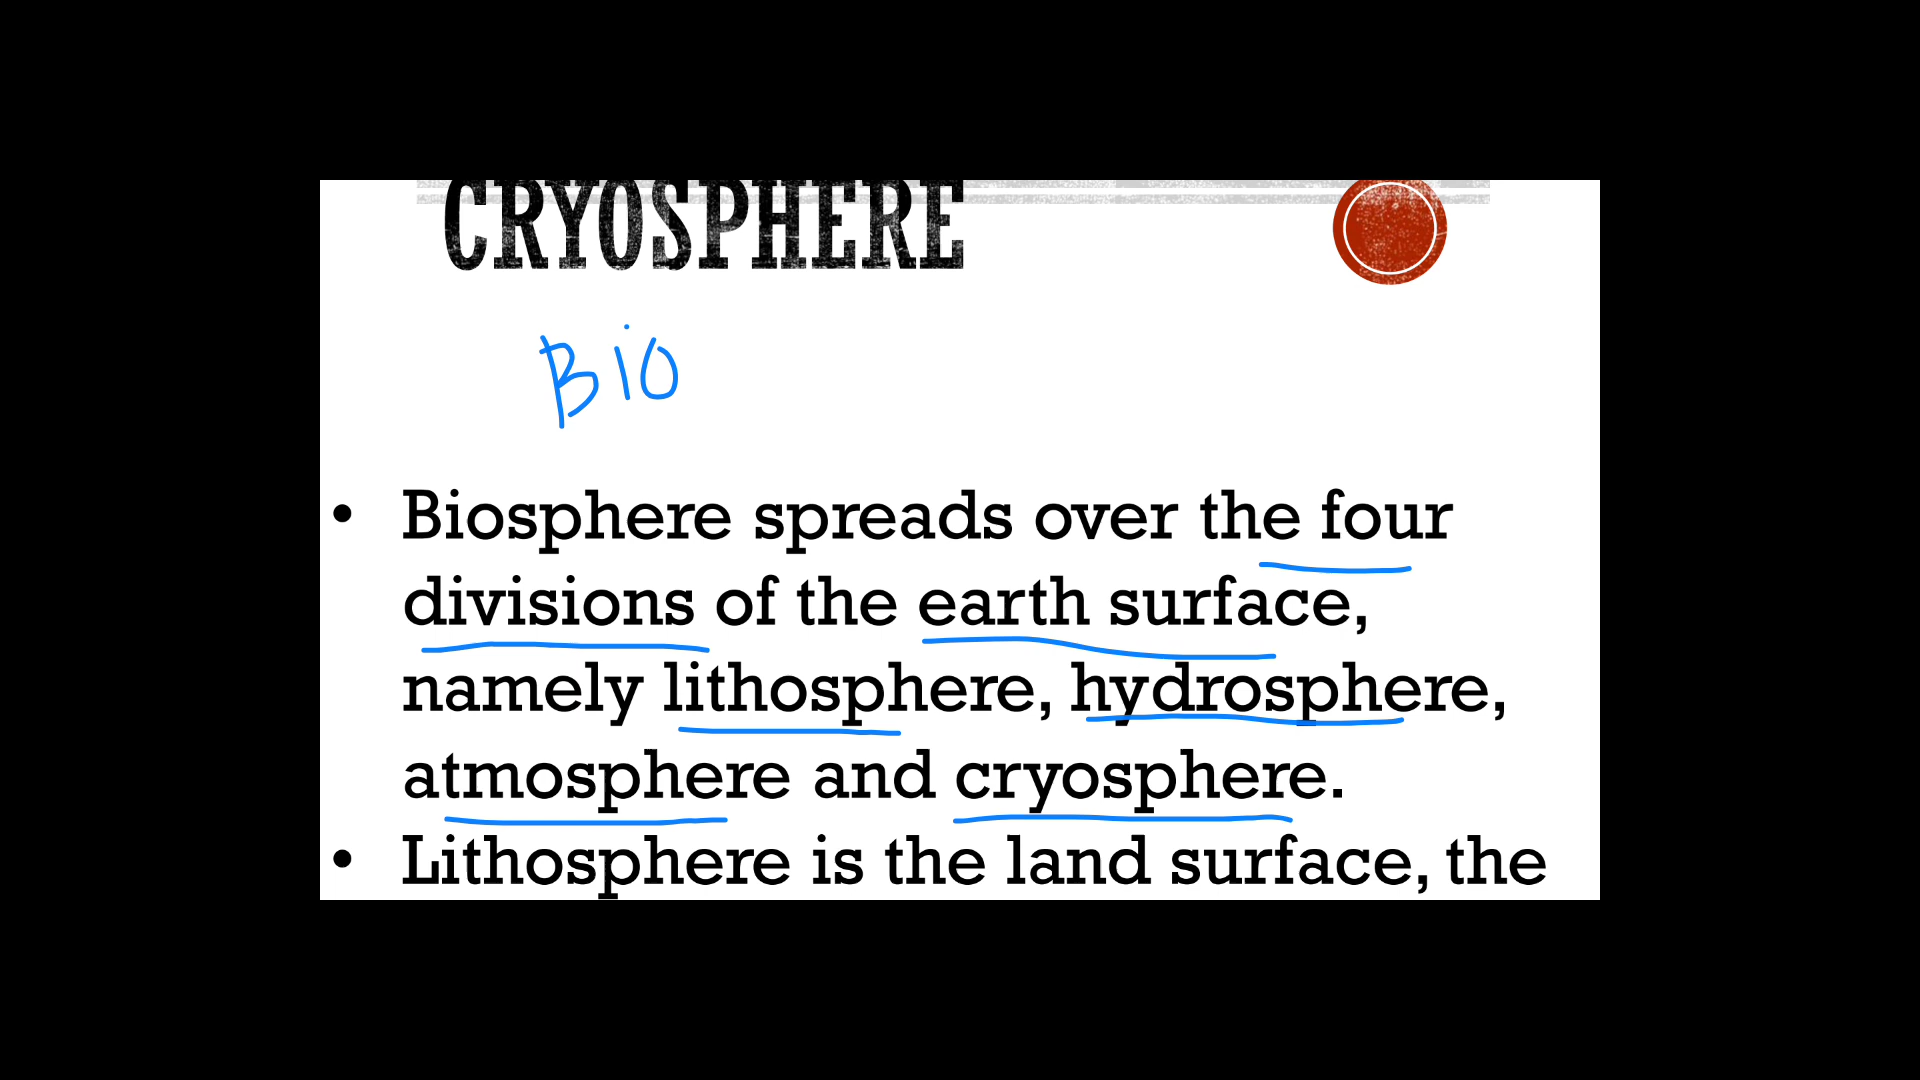 CRYOSPHERE
Bio
• Biosphere spreads over the four
divisions of the earth surface,
namely lithosphere, hydrosphere,
atmosphere and cryosphere.
• Lithosphere is the land surface, the